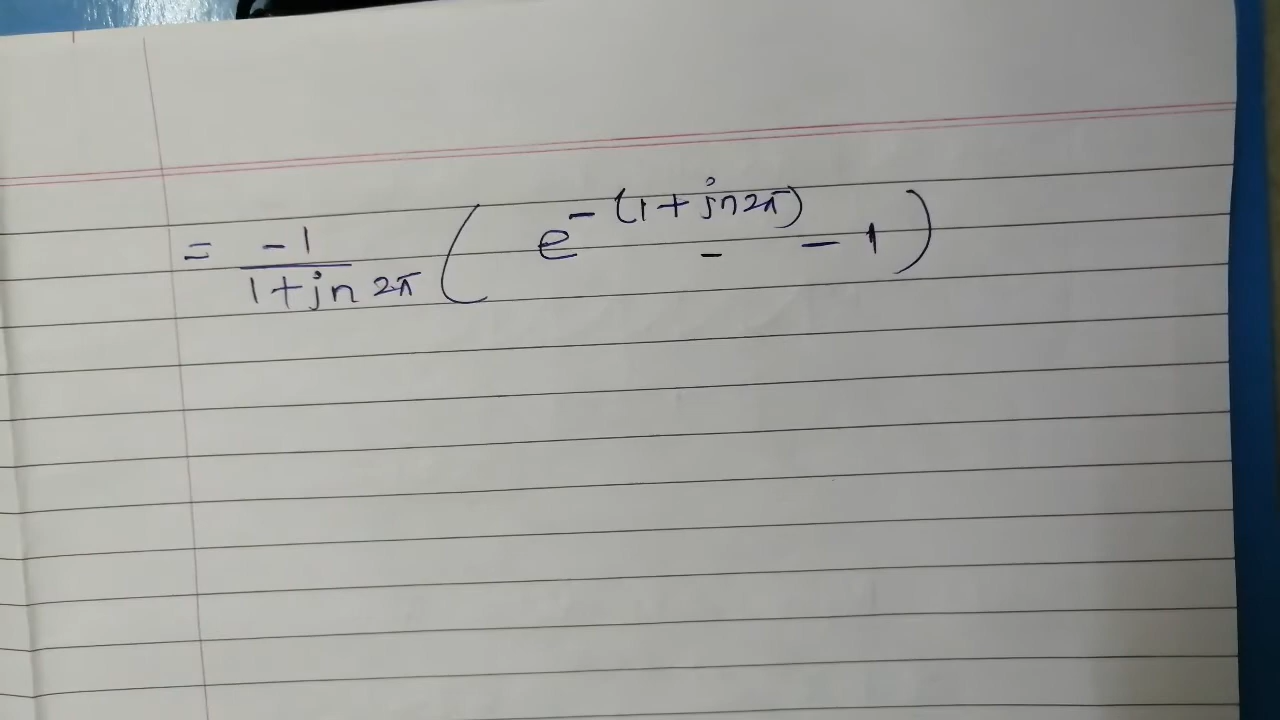 = -1/(1+jn2π) ( e^-(1+jn2π) - - 1 )